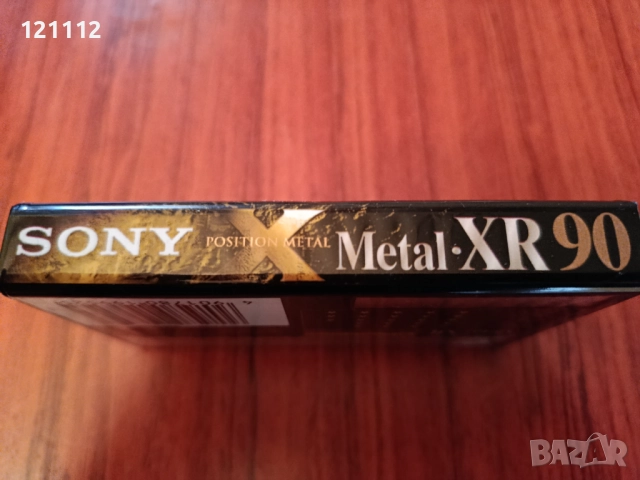 121112
SONY POSITION METAL X Metal·XR 90
BAZAR